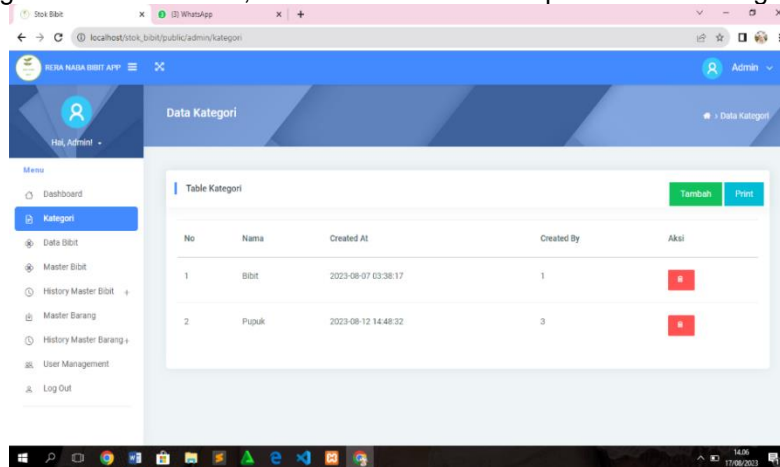 Stok Bibit
(3) WhatsApp
localhost/stok_bibit/public/admin/kategori
RERA NABA BIBIT APP
Admin
Data Kategori
Data Kategori
Hai, Admin!
Menu
Dashboard
Kategori
Data Bibit
Master Bibit
History Master Bibit +
Master Barang
History Master Barang +
User Management
Log Out
Table Kategori
Tambah Print
No Nama Created At Created By Aksi
1 Bibit 2023-08-07 03:38:17 1
2 Pupuk 2023-08-12 14:48:32 3
14.06
17/08/2023